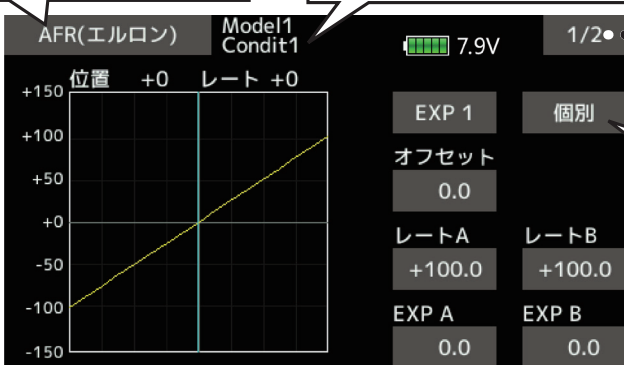 AFR(エルロン)
Model1
Condit1
7.9V
1/2
位置 +0 レート +0
+150
+100
+50
+0
-50
-100
-150
EXP 1
個別
オフセット
0.0
レートA レートB
+100.0 +100.0
EXP A EXP B
0.0 0.0